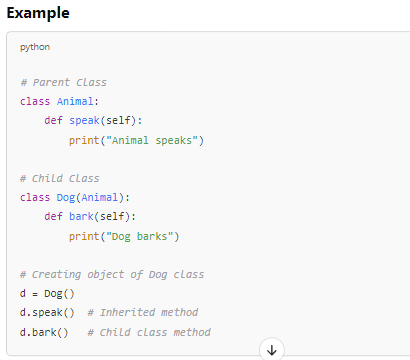 Example
python
# Parent Class
class Animal:
    def speak(self):
        print("Animal speaks")
# Child Class
class Dog(Animal):
    def bark(self):
        print("Dog barks")
# Creating object of Dog class
d = Dog()
d.speak()  # Inherited method
d.bark()   # Child class method